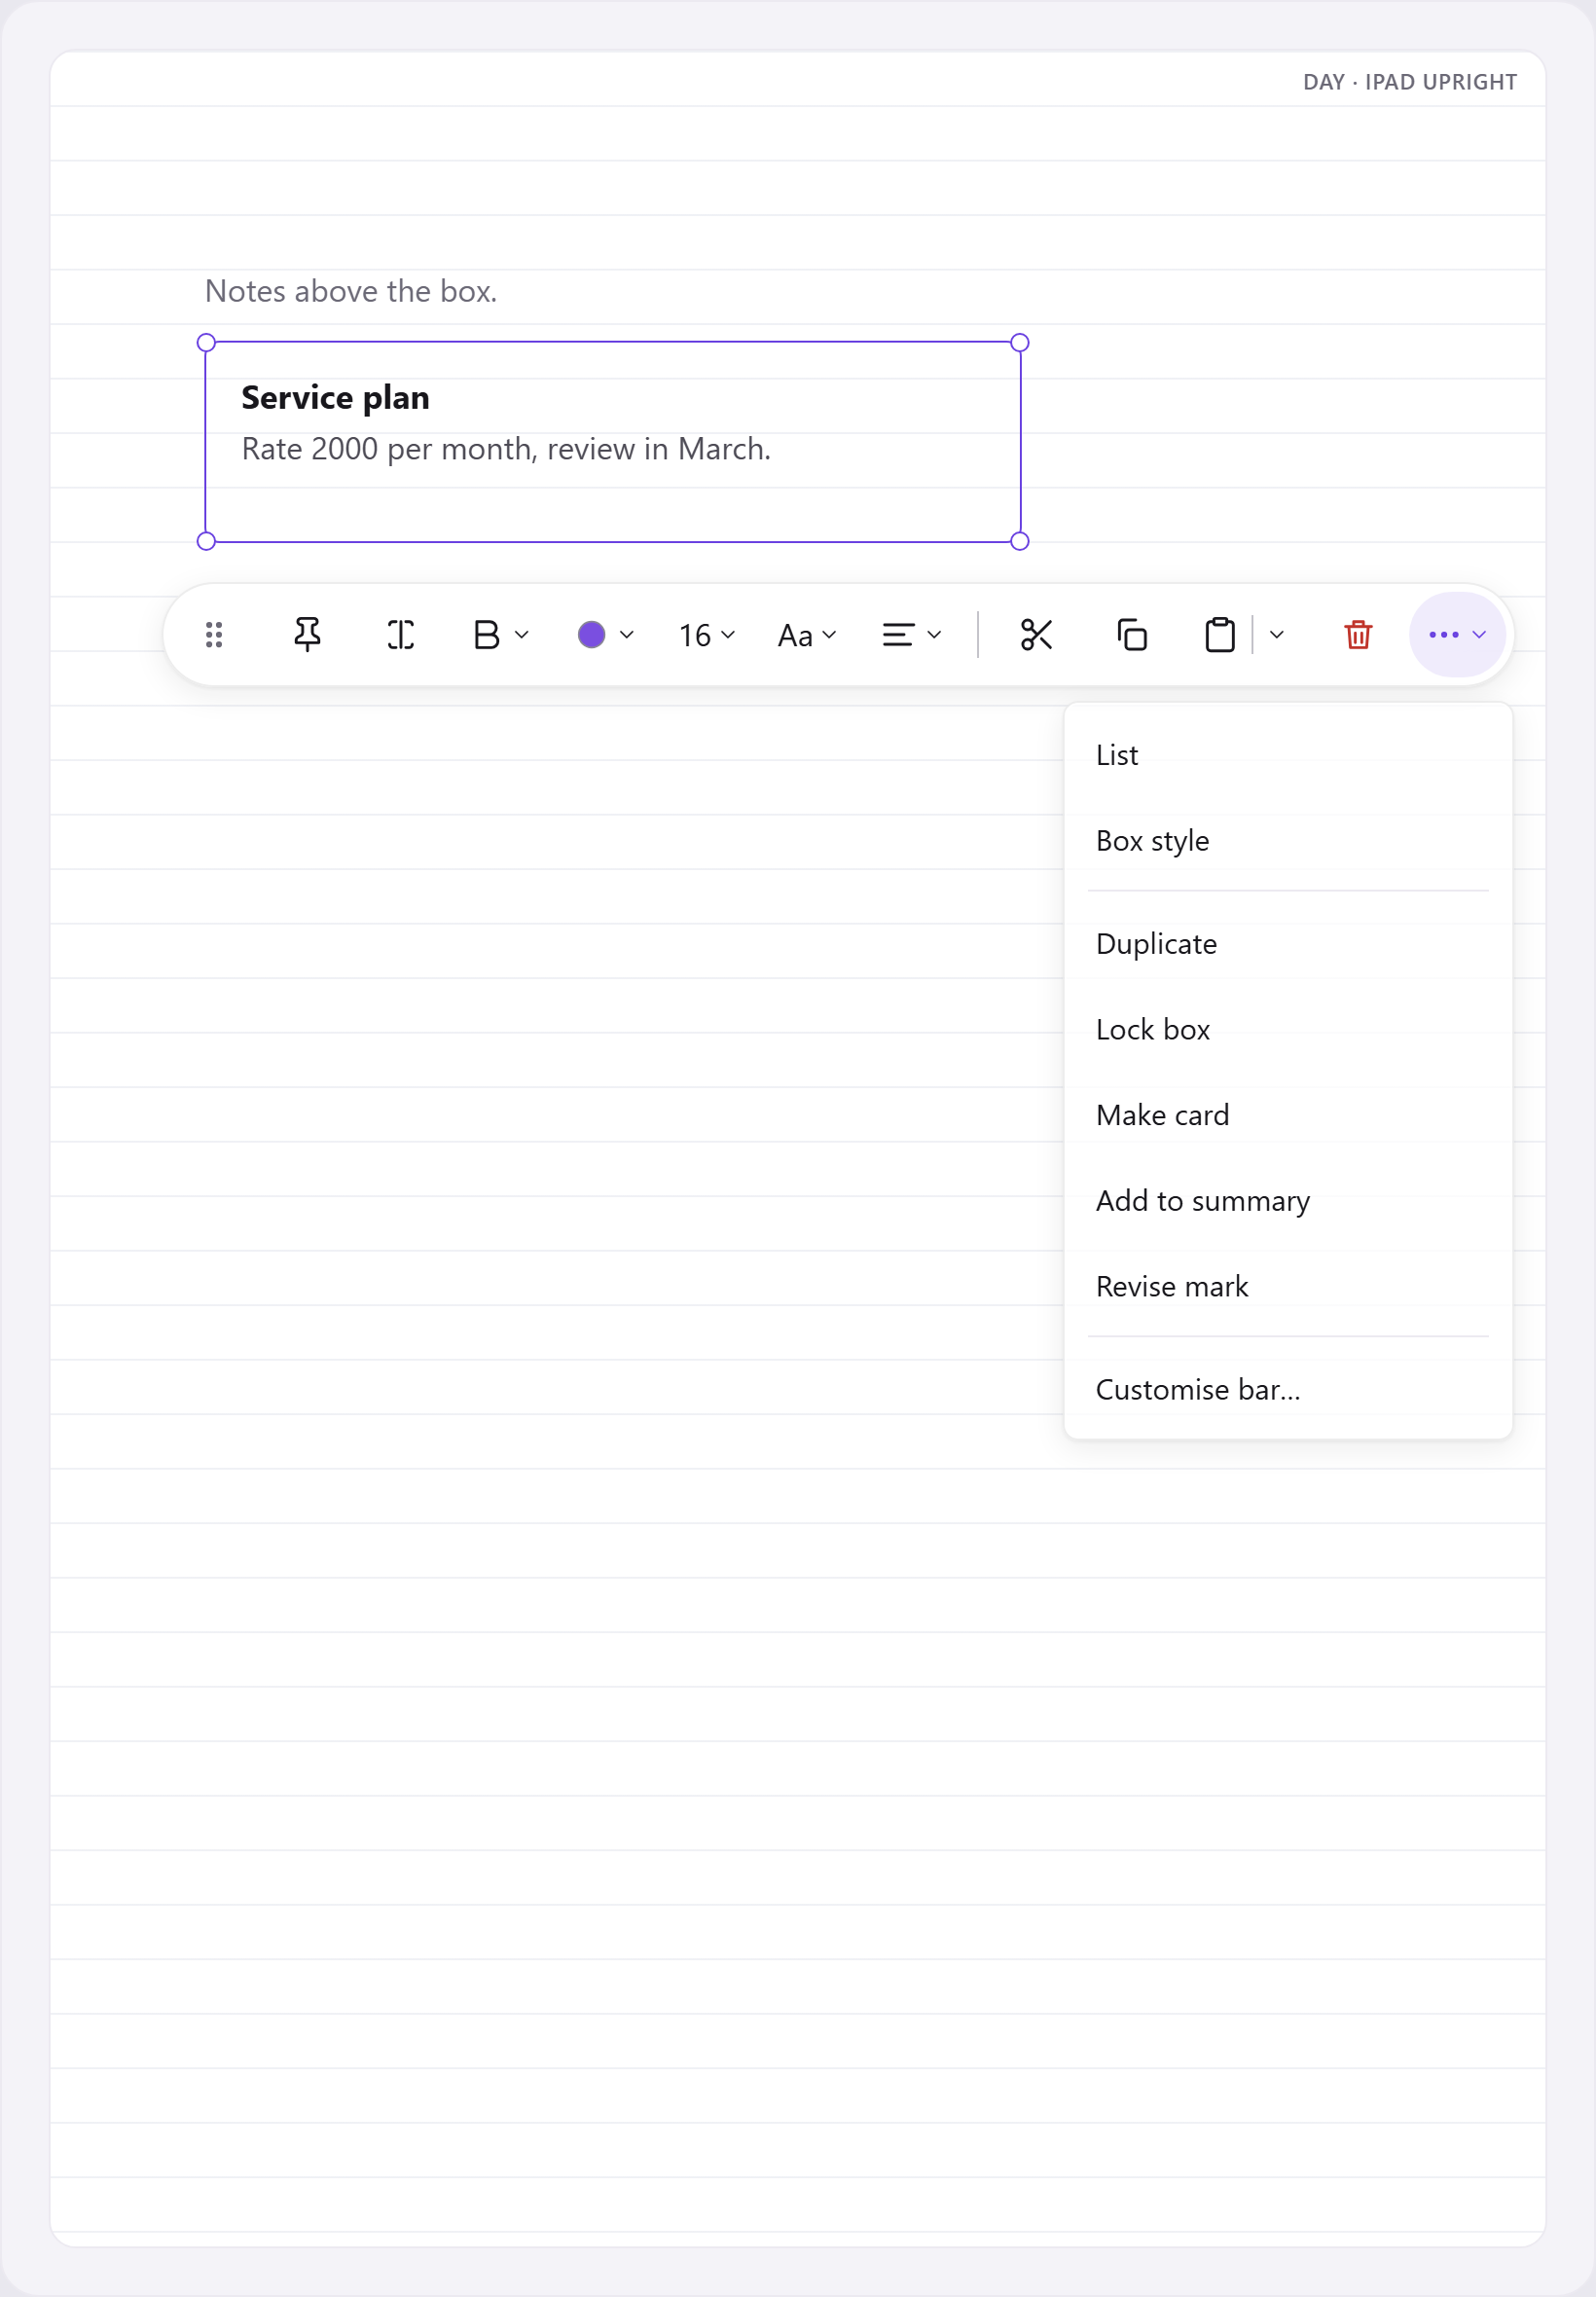 DAY · IPAD UPRIGHT
Notes above the box.
Service plan
Rate 2000 per month, review in March.
B 16 Aa
List
Box style
Duplicate
Lock box
Make card
Add to summary
Revise mark
Customise bar...